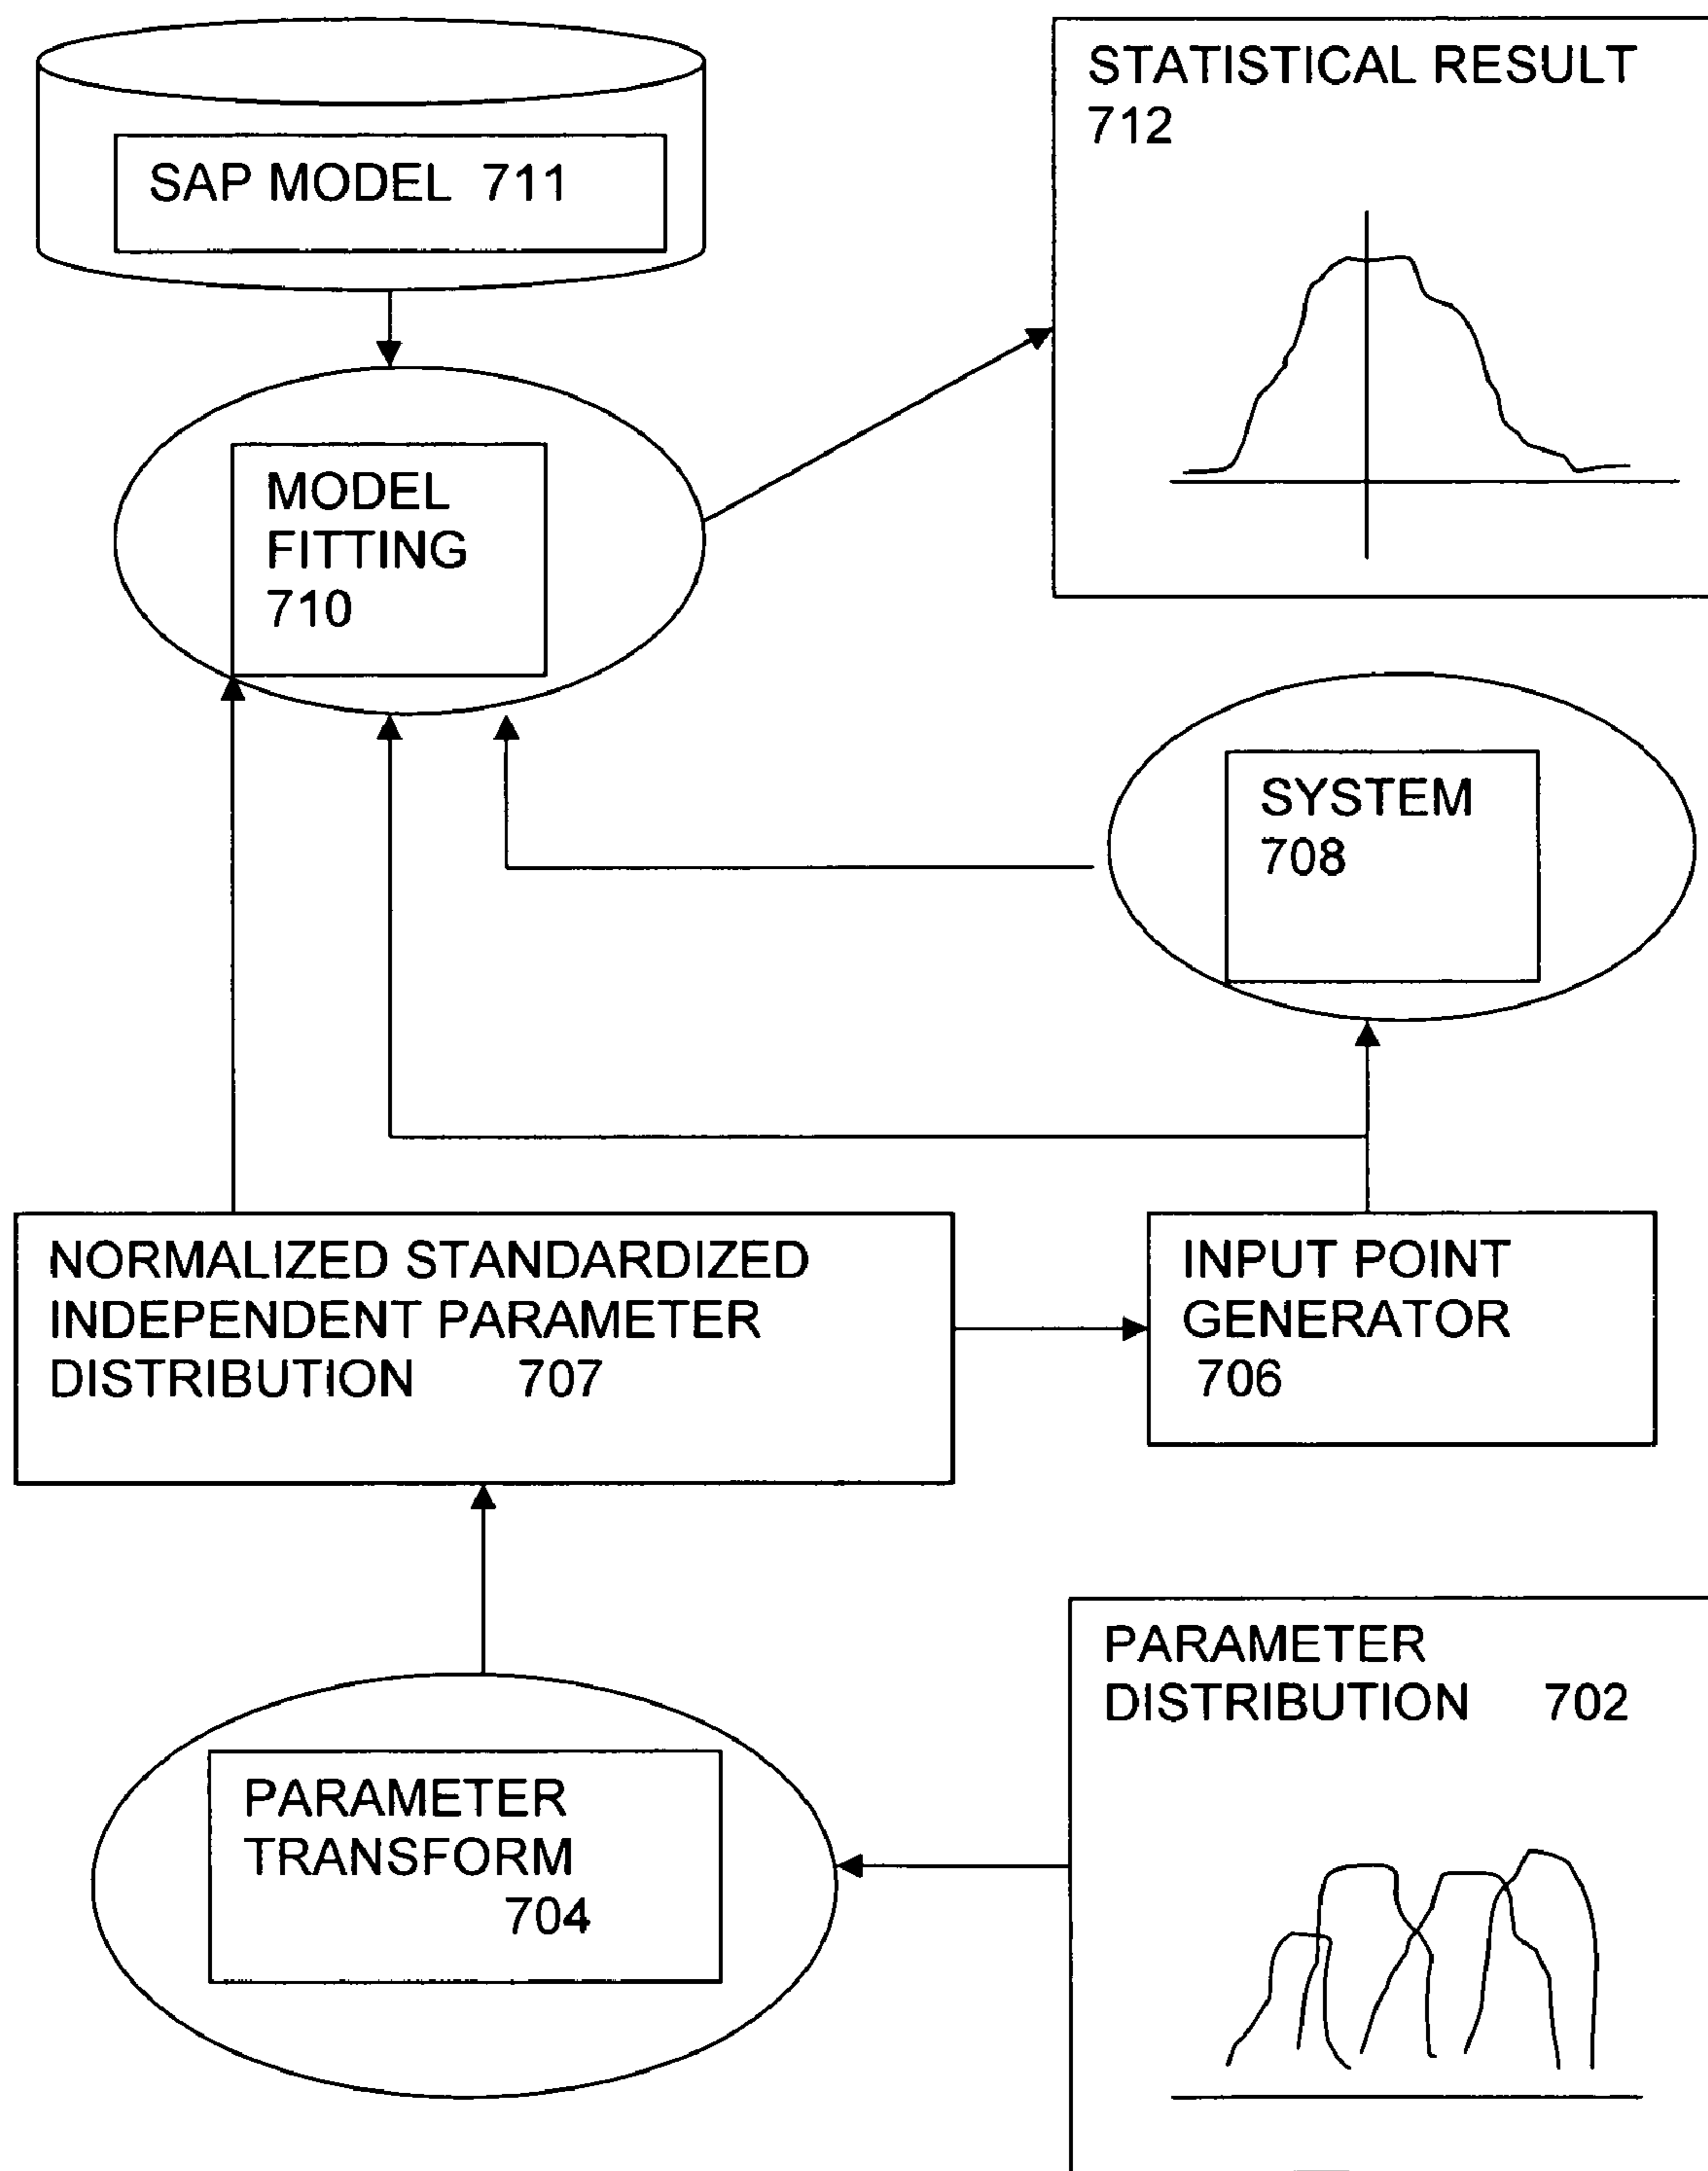 SAP MODEL 711
STATISTICAL RESULT
712
MODEL
FITTING
710
SYSTEM
708
NORMALIZED STANDARDIZED
INDEPENDENT PARAMETER
DISTRIBUTION 707
INPUT POINT
GENERATOR
706
PARAMETER
DISTRIBUTION 702
PARAMETER
TRANSFORM
704